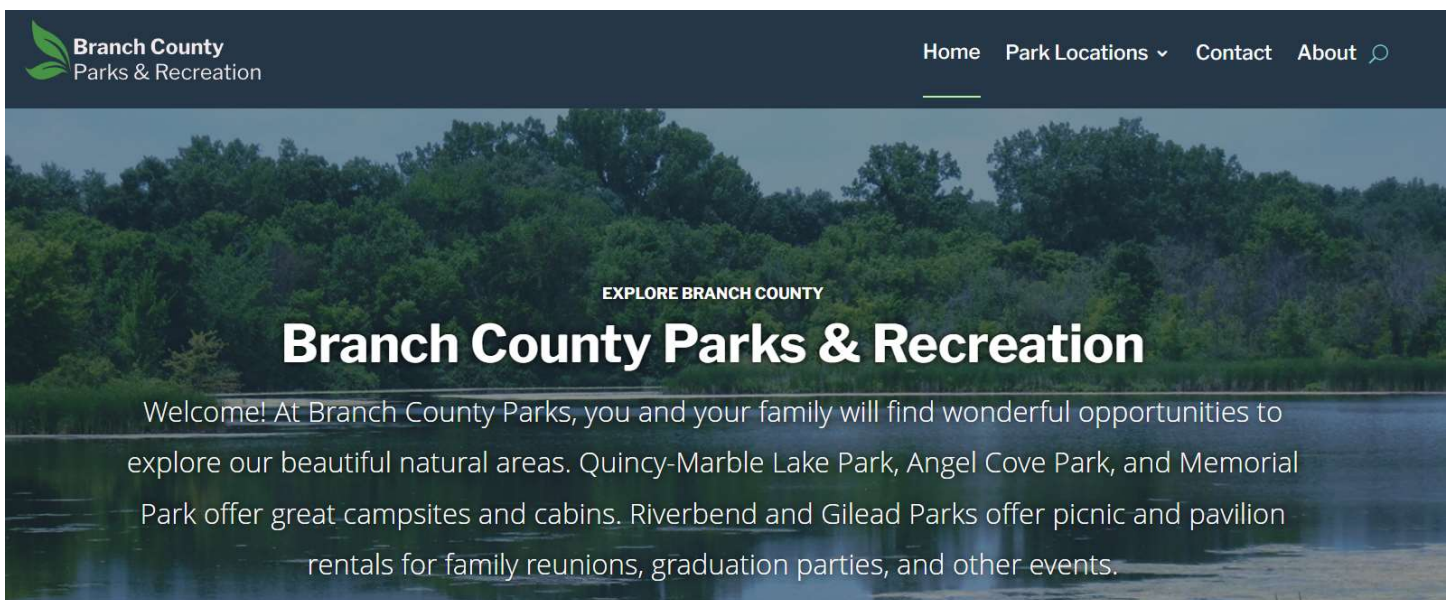 Branch County
Parks & Recreation
Home Park Locations Contact About
EXPLORE BRANCH COUNTY
Branch County Parks & Recreation
Welcome! At Branch County Parks, you and your family will find wonderful opportunities to
explore our beautiful natural areas. Quincy-Marble Lake Park, Angel Cove Park, and Memorial
Park offer great campsites and cabins. Riverbend and Gilead Parks offer picnic and pavilion
rentals for family reunions, graduation parties, and other events.